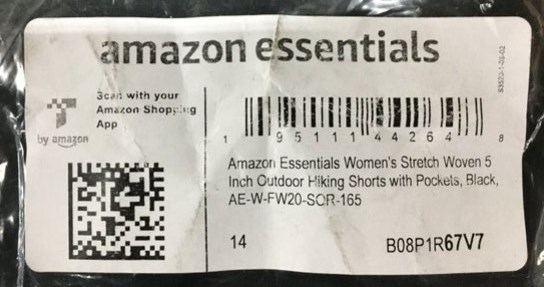 amazon essentials
Scan with your
Amazon Shopping
App
by amazon
1 95111 44264 8
Amazon Essentials Women's Stretch Woven 5
Inch Outdoor Hiking Shorts with Pockets, Black,
AE-W-FW20-SOR-165
14
B08P1R67V7